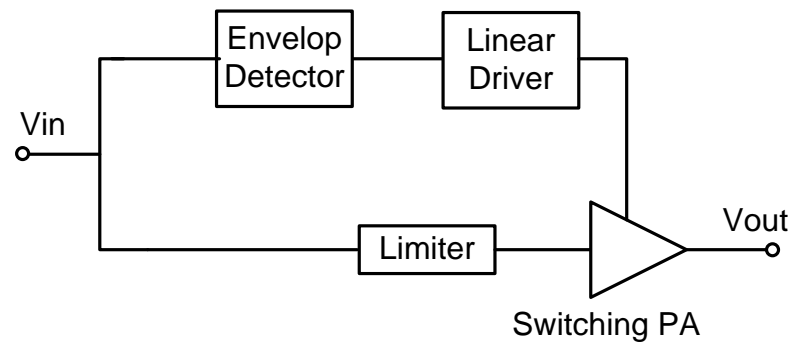 Envelop
Detector
Linear
Driver
Vin
Limiter
Vout
Switching PA